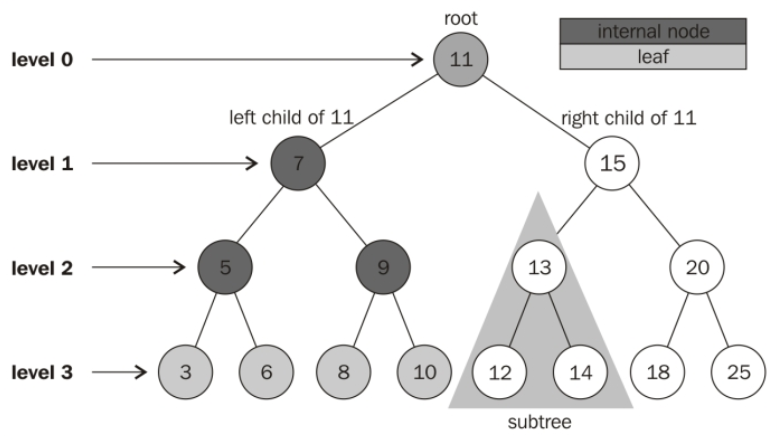 root
internal node
leaf
level 0
11
left child of 11
right child of 11
level 1
7
15
level 2
5
9
13
20
level 3
3
6
8
10
12
14
18
25
subtree